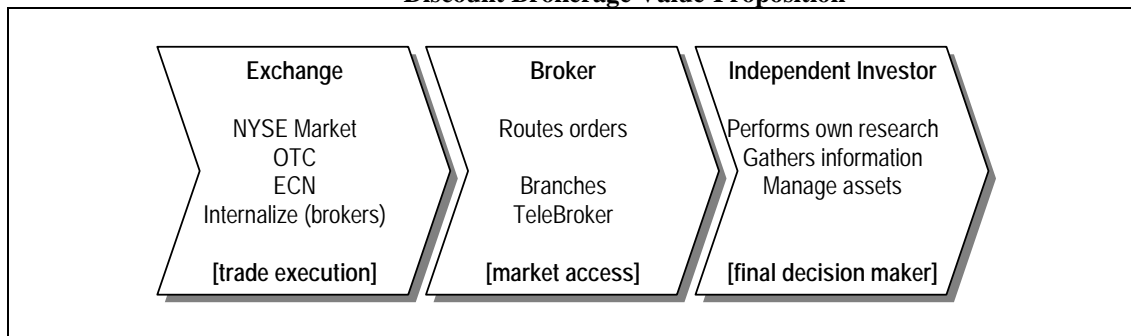 Discount Brokerage Value Proposition
Exchange
NYSE Market
OTC
ECN
Internalize (brokers)
[trade execution]
Broker
Routes orders
Branches
TeleBroker
[market access]
Independent Investor
Performs own research
Gathers information
Manage assets
[final decision maker]